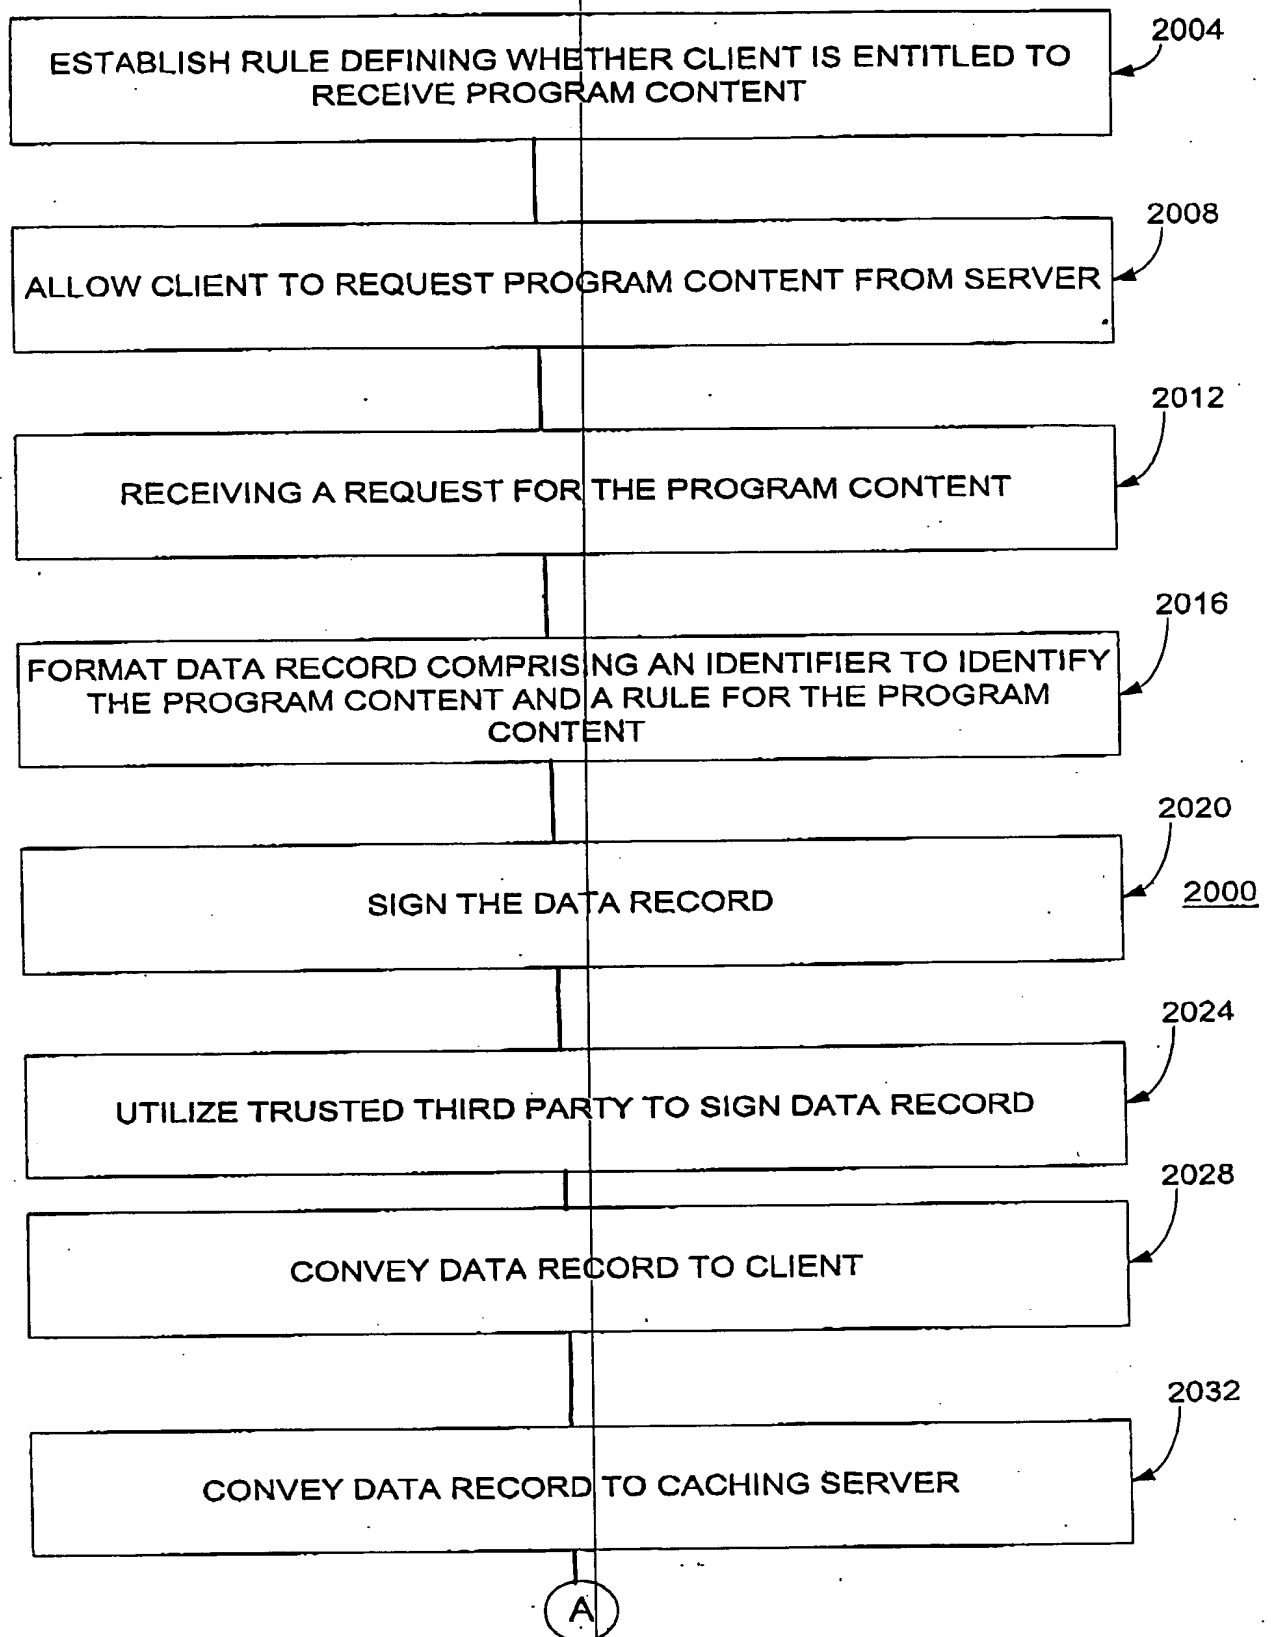 2004
ESTABLISH RULE DEFINING WHETHER CLIENT IS ENTITLED TO
RECEIVE PROGRAM CONTENT
2008
ALLOW CLIENT TO REQUEST PROGRAM CONTENT FROM SERVER
2012
RECEIVING A REQUEST FOR THE PROGRAM CONTENT
2016
FORMAT DATA RECORD COMPRISING AN IDENTIFIER TO IDENTIFY
THE PROGRAM CONTENT AND A RULE FOR THE PROGRAM
CONTENT
2020
SIGN THE DATA RECORD
2000
2024
UTILIZE TRUSTED THIRD PARTY TO SIGN DATA RECORD
2028
CONVEY DATA RECORD TO CLIENT
2032
CONVEY DATA RECORD TO CACHING SERVER
A